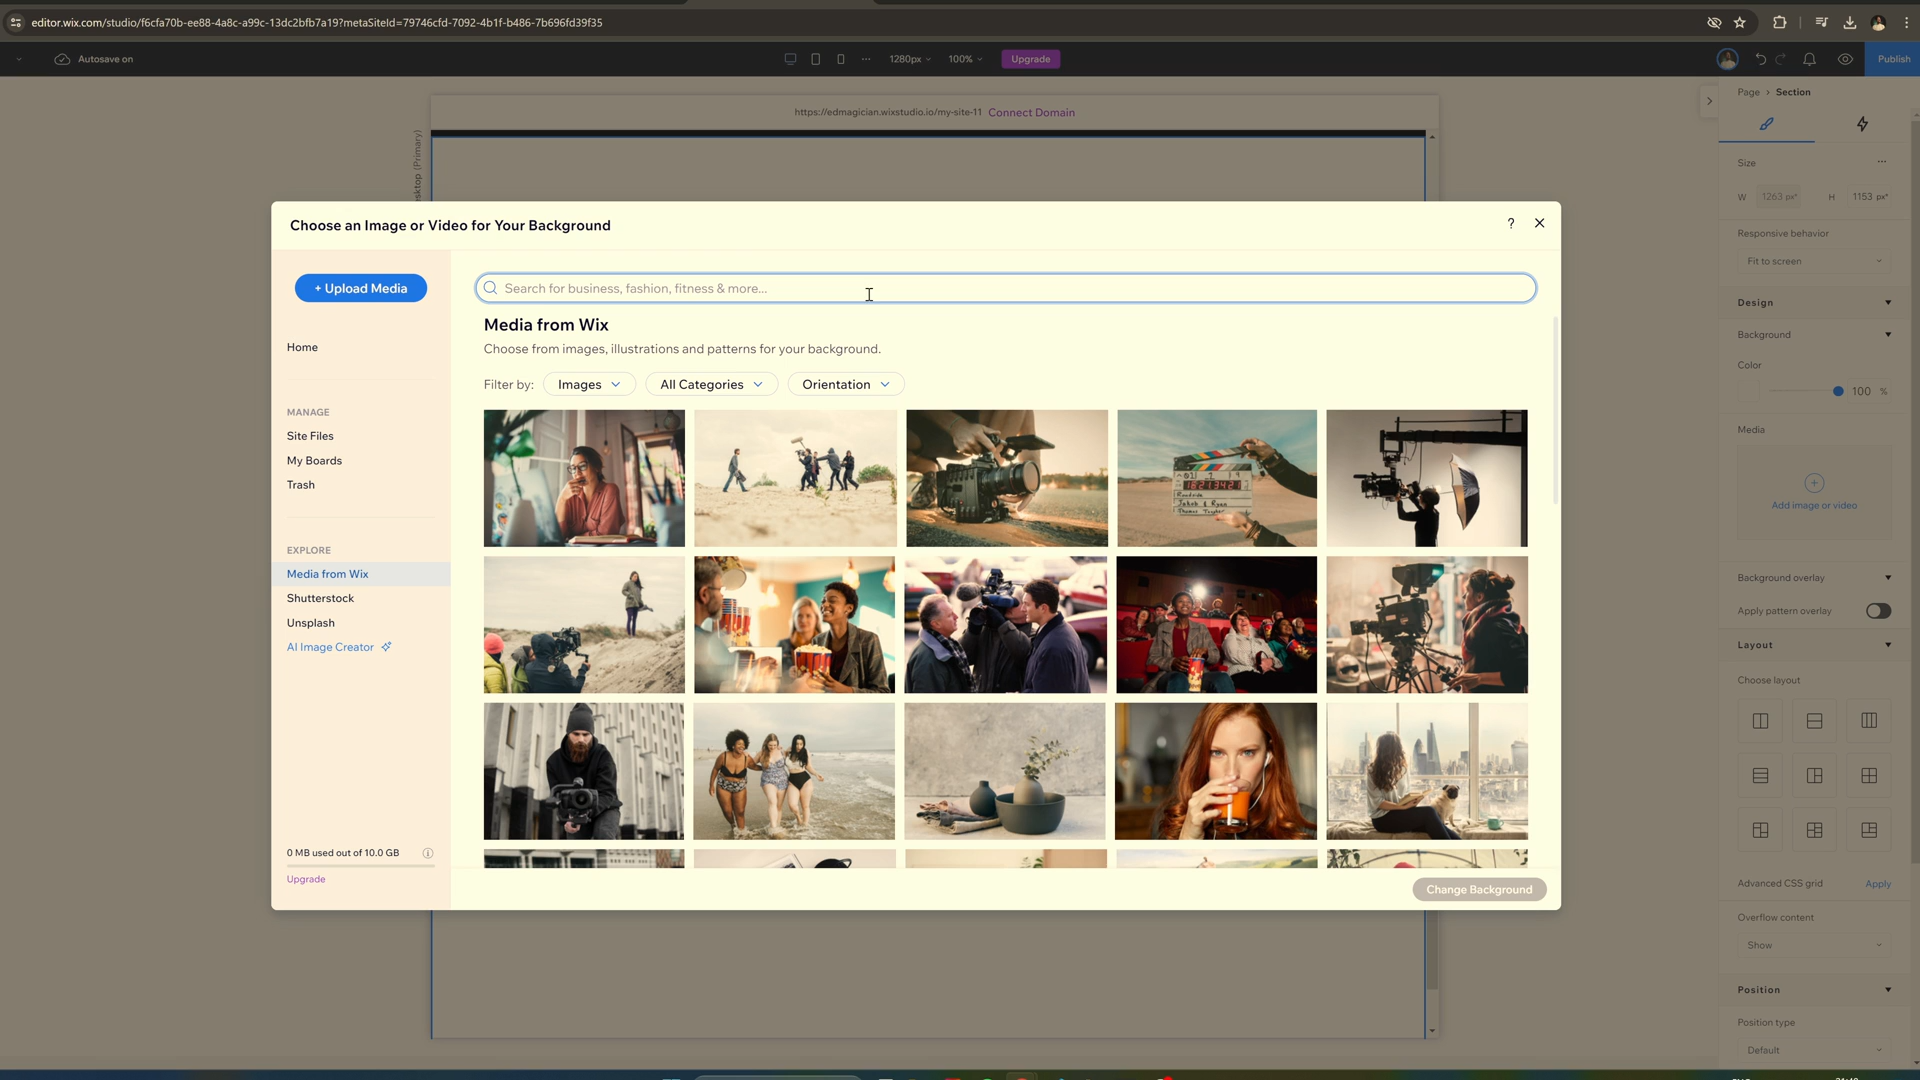 editor.wix.com/studio/f6cfa70b-ee88-4a8c-a99c-13dc2bfb7a19?metaSiteId=79746cfd-7092-4b1f-b486-7b696fd39f35
Autosave on
1280px
100%
Upgrade
Publish
https://edmagician.wixstudio.io/my-site-11 Connect Domain
(Primary)
Page > Section
Size
W 1263 px*
H 1153 px*
Responsive behavior
Fit to screen
Design
Background
Color
100 %
Media
Add image or video
Background overlay
Apply pattern overlay
Layout
Choose layout
Advanced CSS grid
Apply
Overflow content
Show
Position
Position type
Default
Choose an Image or Video for Your Background
?
+ Upload Media
Home
MANAGE
Site Files
My Boards
Trash
EXPLORE
Media from Wix
Shutterstock
Unsplash
AI Image Creator
0 MB used out of 10.0 GB
Upgrade
Search for business, fashion, fitness & more...
Media from Wix
Choose from images, illustrations and patterns for your background.
Filter by:
Images
All Categories
Orientation
Change Background